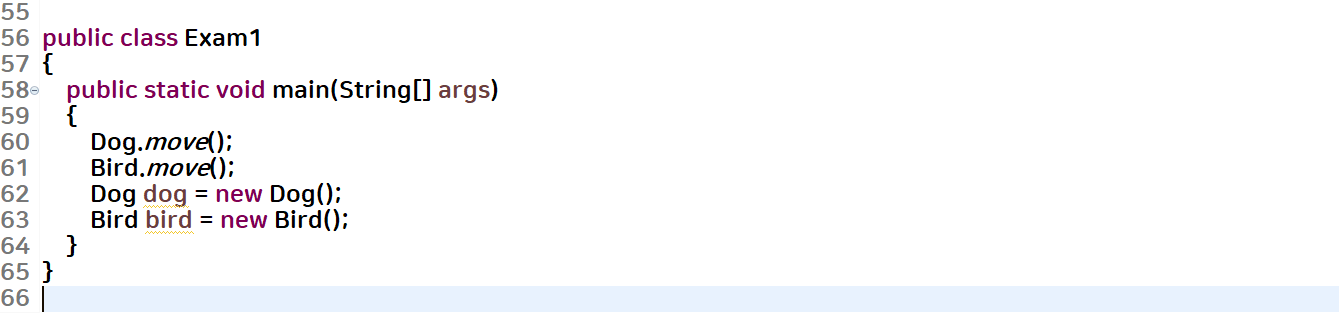 55
56 public class Exam1
57 {
58 public static void main(String[] args)
59 {
60 Dog.move();
61 Bird.move();
62 Dog dog = new Dog();
63 Bird bird = new Bird();
64 }
65 }
66